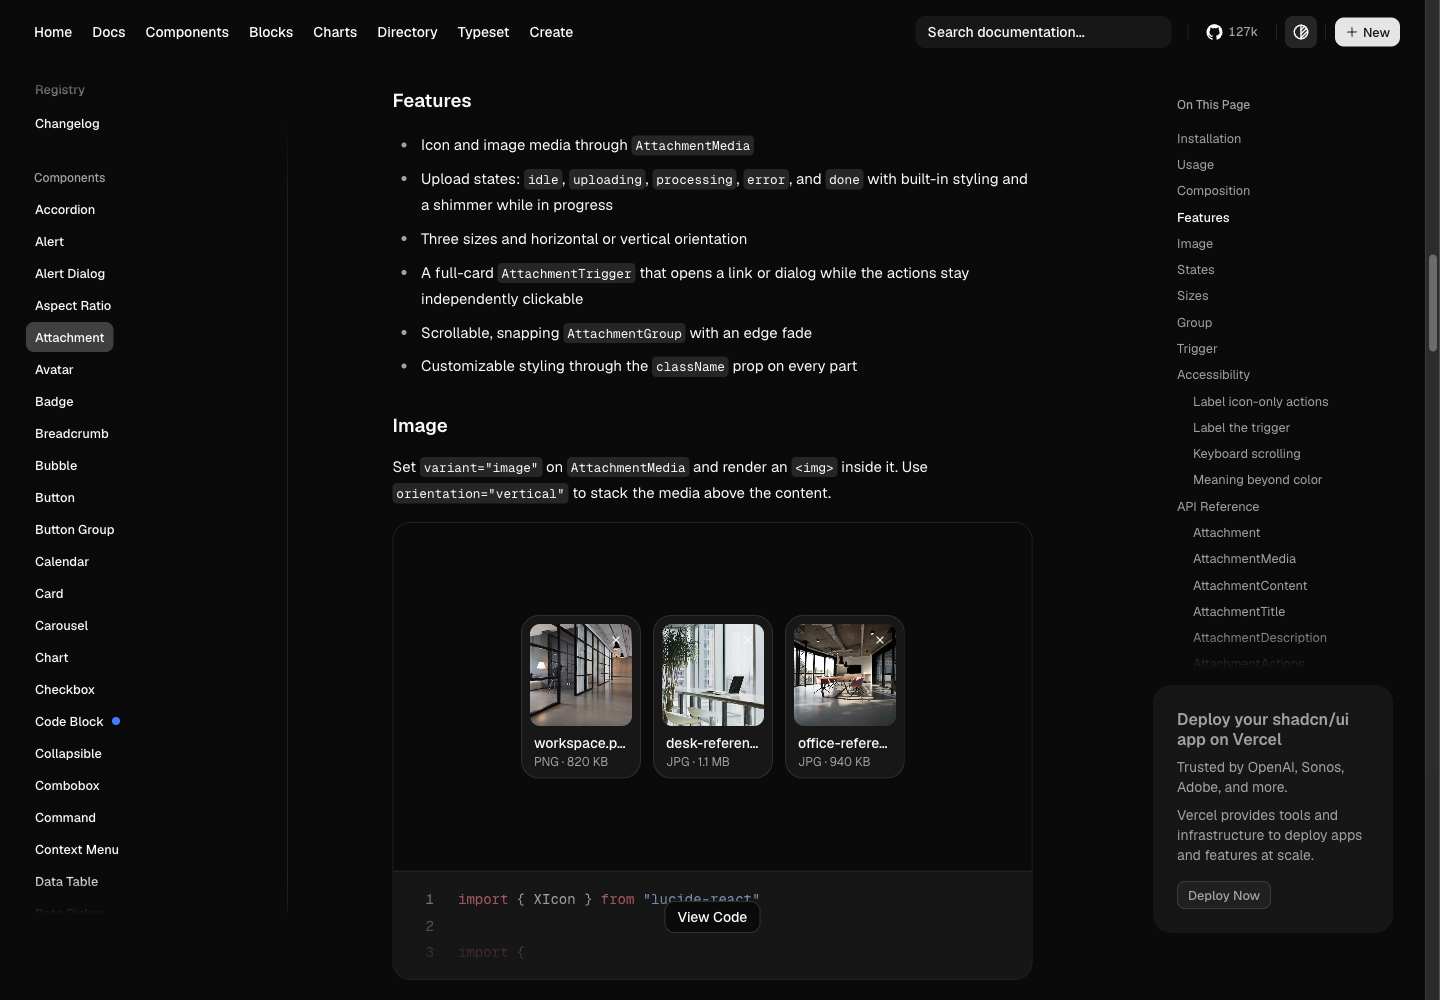 Home Docs Components Blocks Charts Directory Typeset Create
Search documentation...
127k
New
Registry
Changelog
Components
Accordion
Alert
Alert Dialog
Aspect Ratio
Attachment
Avatar
Badge
Breadcrumb
Bubble
Button
Button Group
Calendar
Card
Carousel
Chart
Checkbox
Code Block
Collapsible
Combobox
Command
Context Menu
Data Table
Features
Icon and image media through AttachmentMedia
Upload states: idle, uploading, processing, error, and done with built-in styling and
a shimmer while in progress
Three sizes and horizontal or vertical orientation
A full-card AttachmentTrigger that opens a link or dialog while the actions stay
independently clickable
Scrollable, snapping AttachmentGroup with an edge fade
Customizable styling through the className prop on every part
Image
Set variant="image" on AttachmentMedia and render an <img> inside it. Use
orientation="vertical" to stack the media above the content.
workspace.p...
PNG · 820 KB
desk-referen...
JPG · 1.1 MB
office-refere...
JPG · 940 KB
1 import { XIcon } from "lucide-react"
View Code
2
3 import {
On This Page
Installation
Usage
Composition
Features
Image
States
Sizes
Group
Trigger
Accessibility
Label icon-only actions
Label the trigger
Keyboard scrolling
Meaning beyond color
API Reference
Attachment
AttachmentMedia
AttachmentContent
AttachmentTitle
AttachmentDescription
AttachmentActions
Deploy your shadcn/ui
app on Vercel
Trusted by OpenAI, Sonos,
Adobe, and more.
Vercel provides tools and
infrastructure to deploy apps
and features at scale.
Deploy Now